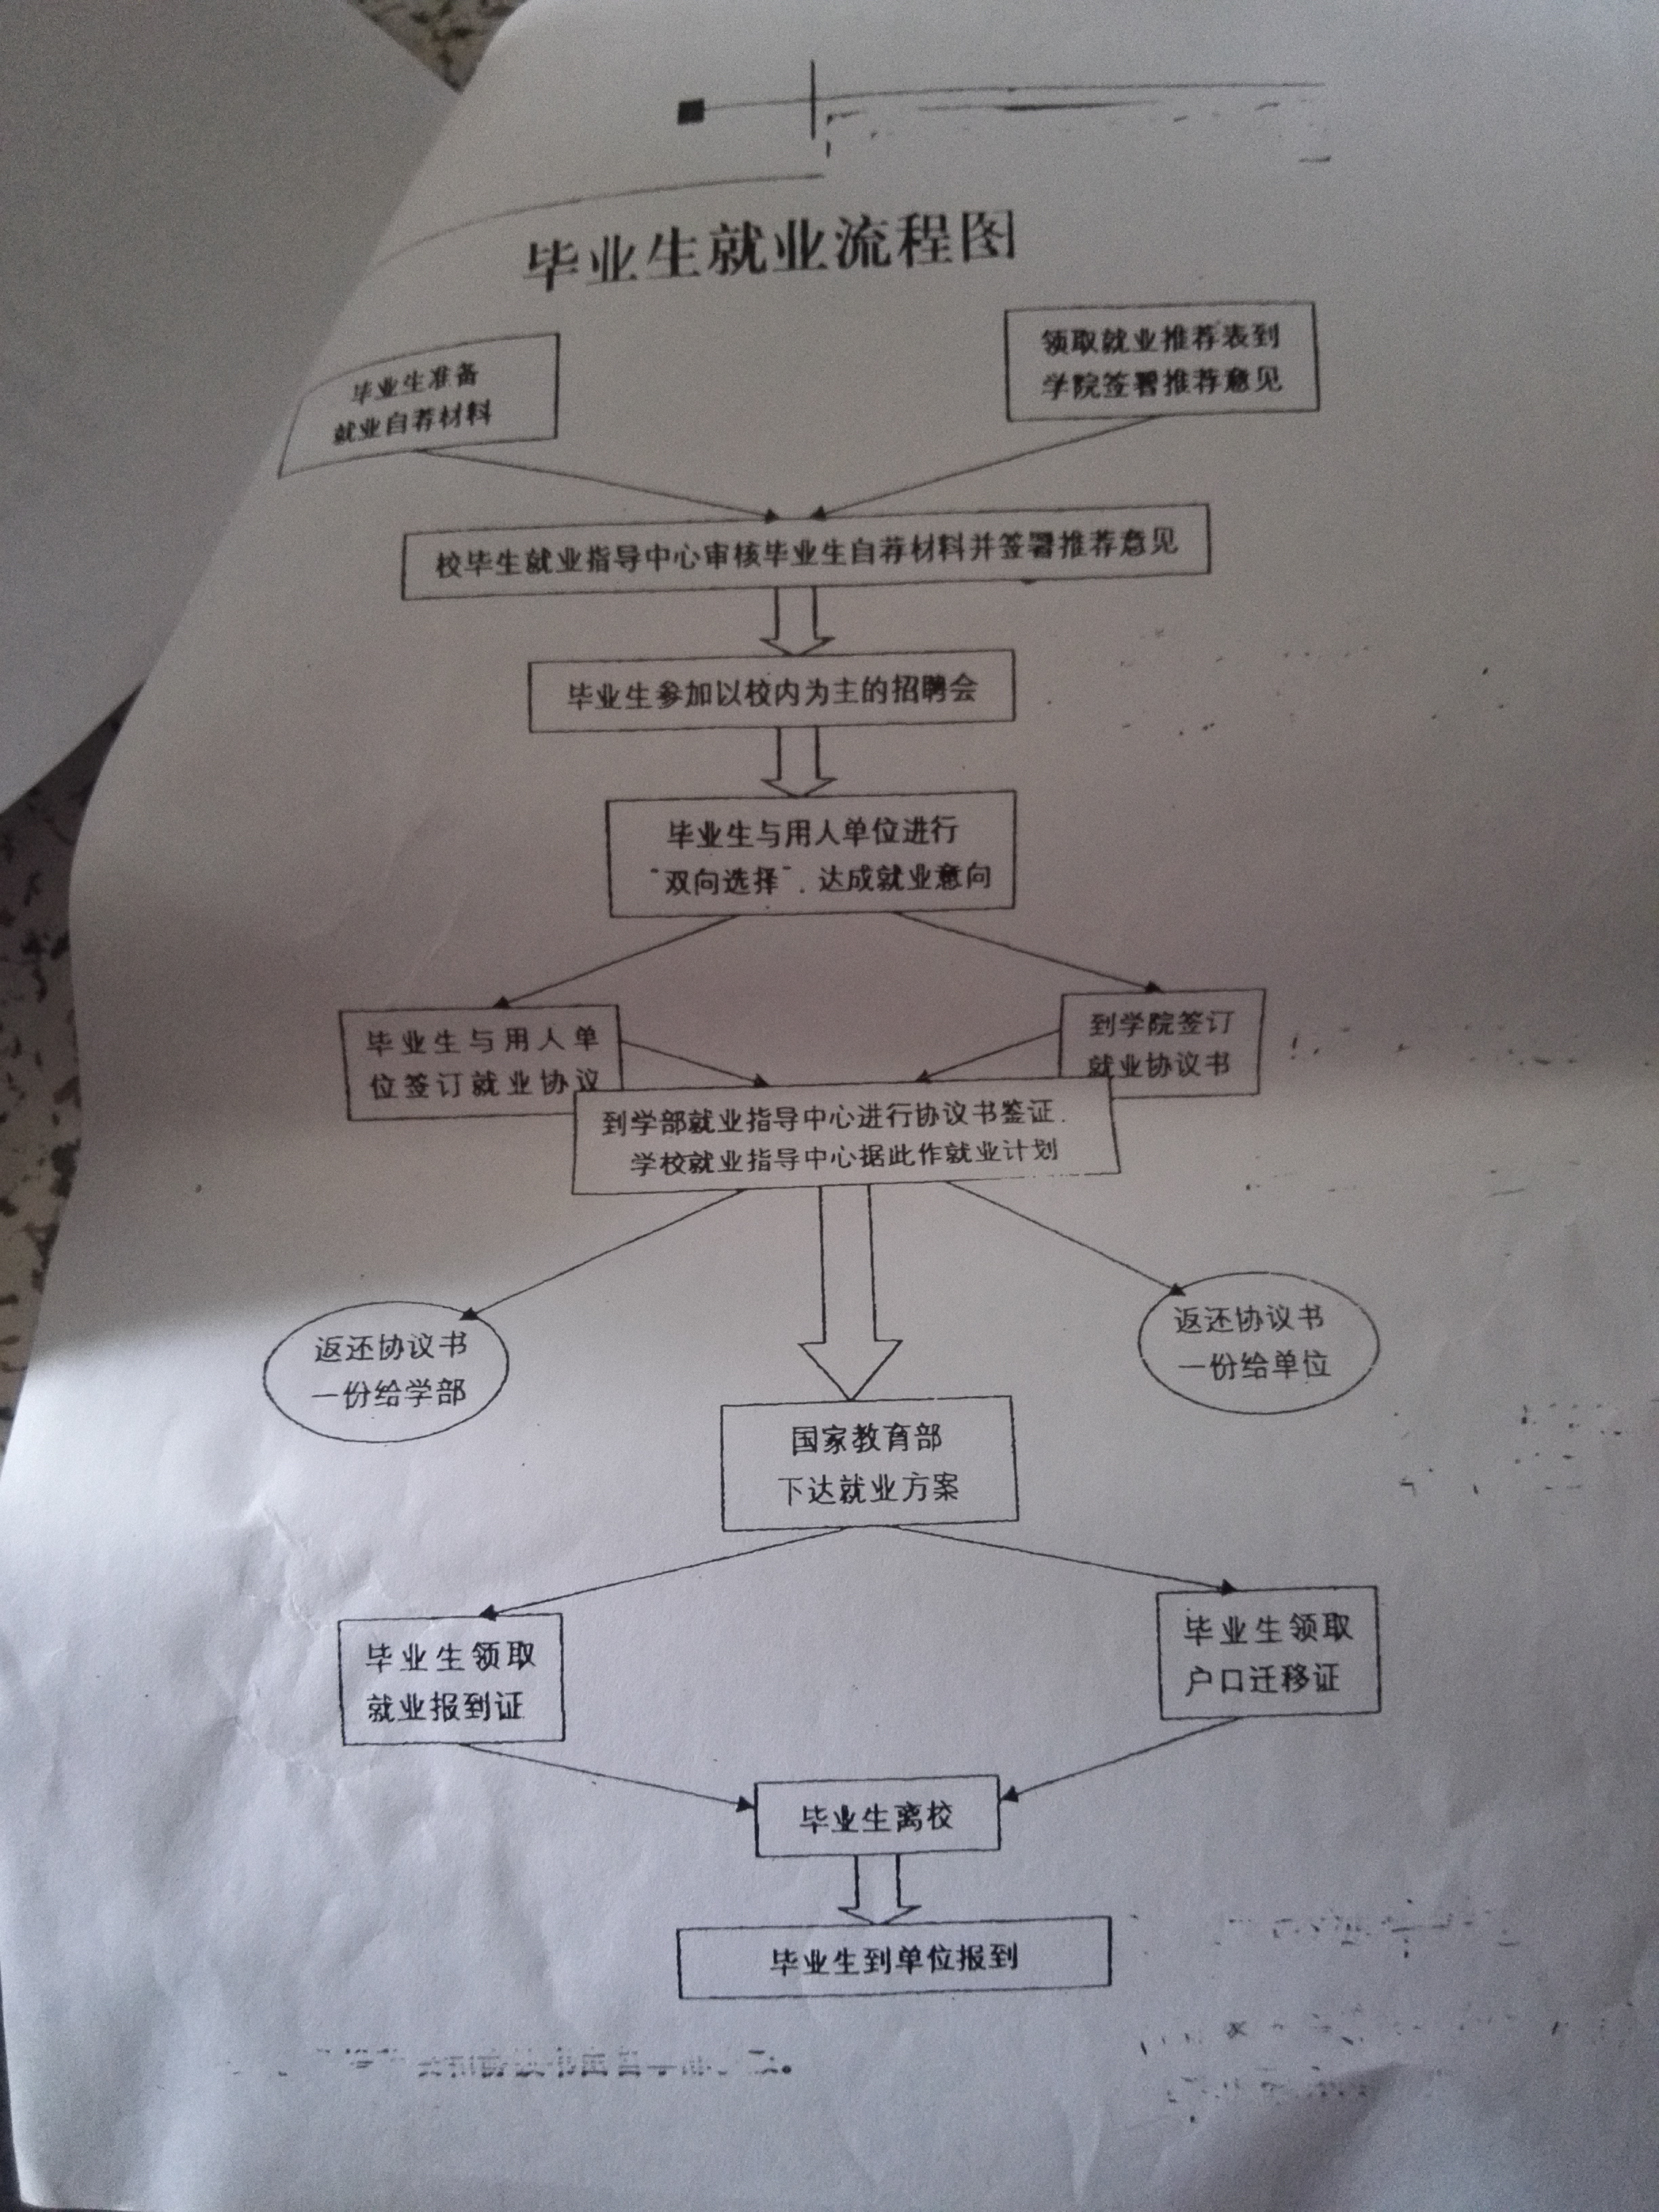 毕业生就业流程图
毕业生准备
就业自荐材料
领取就业推荐表到
学院签署推荐意见
校毕生就业指导中心审核毕业生自荐材料并签署推荐意见
毕业生参加以校内为主的招聘会
毕业生与用人单位进行
“双向选择”，达成就业意向
毕业生与用人单
位签订就业协议
到学院签订
就业协议书
到学部就业指导中心进行协议书鉴证，
学校就业指导中心据此作就业计划
返还协议书
一份给学部
返还协议书
一份给单位
国家教育部
下达就业方案
毕业生领取
就业报到证
毕业生领取
户口迁移证
毕业生离校
毕业生到单位报到